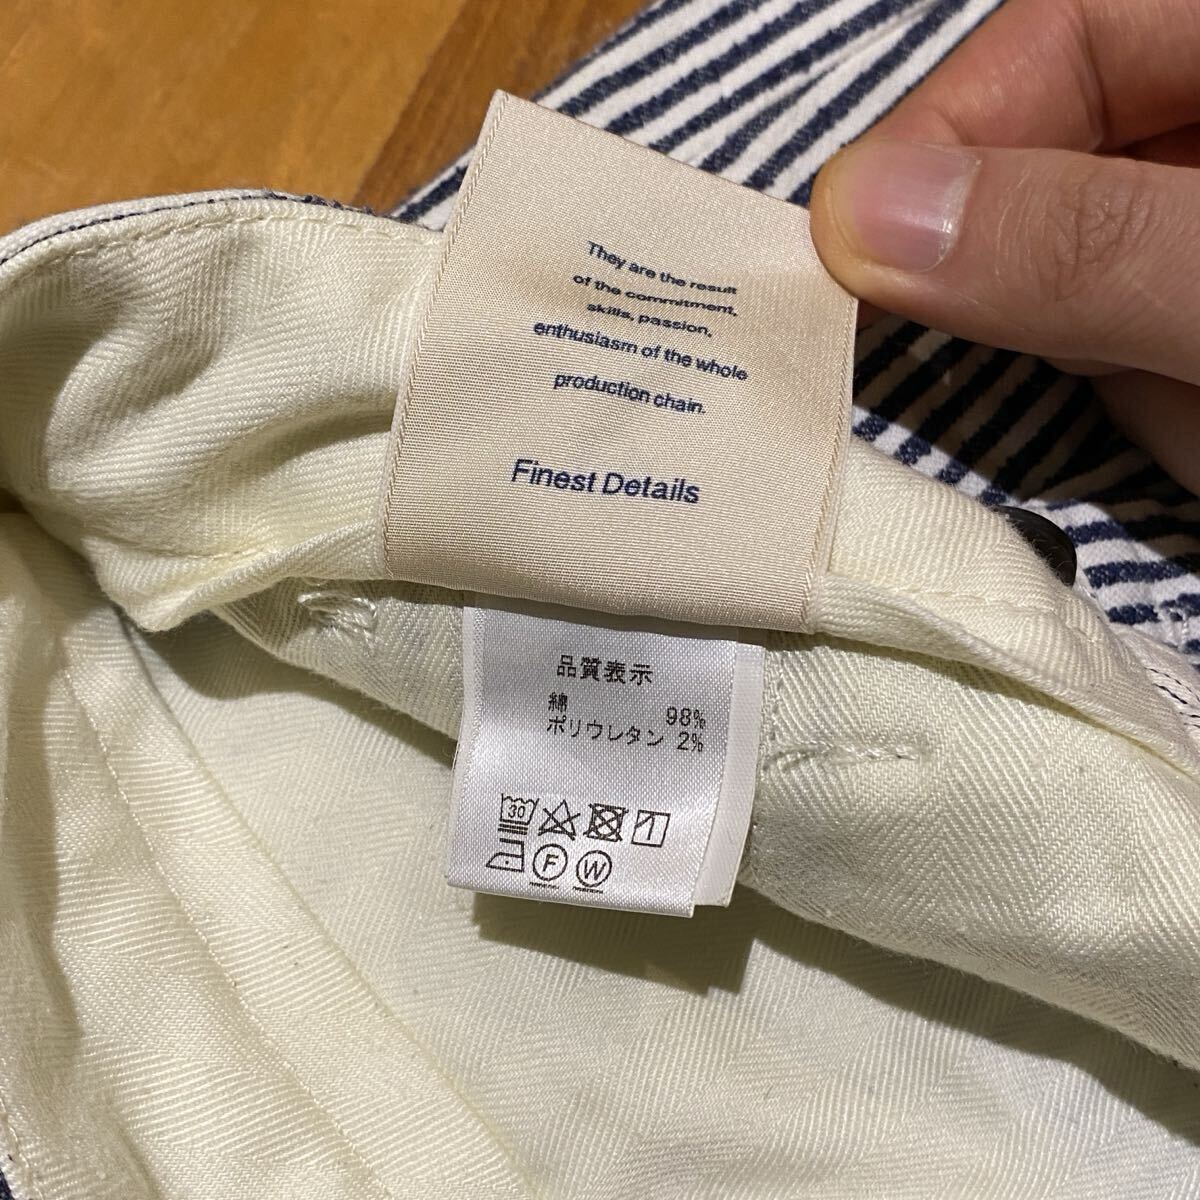 They are the result
of the commitment,
skills, passion,
enthusiasm of the whole
production chain.
Finest Details
品質表示
綿 98%
ポリウレタン 2%
30
F W